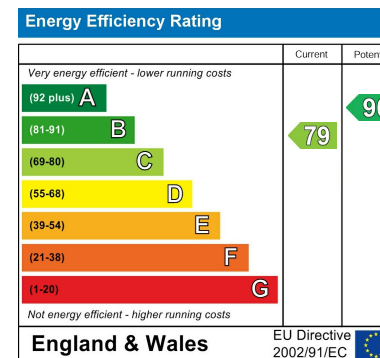 Energy Efficiency Rating
Current Poten
Very energy efficient - lower running costs
(92 plus) A
(81-91) B
(69-80) C
(55-68) D
(39-54) E
(21-38) F
(1-20) G
79
Not energy efficient - higher running costs
England & Wales
EU Directive
2002/91/EC